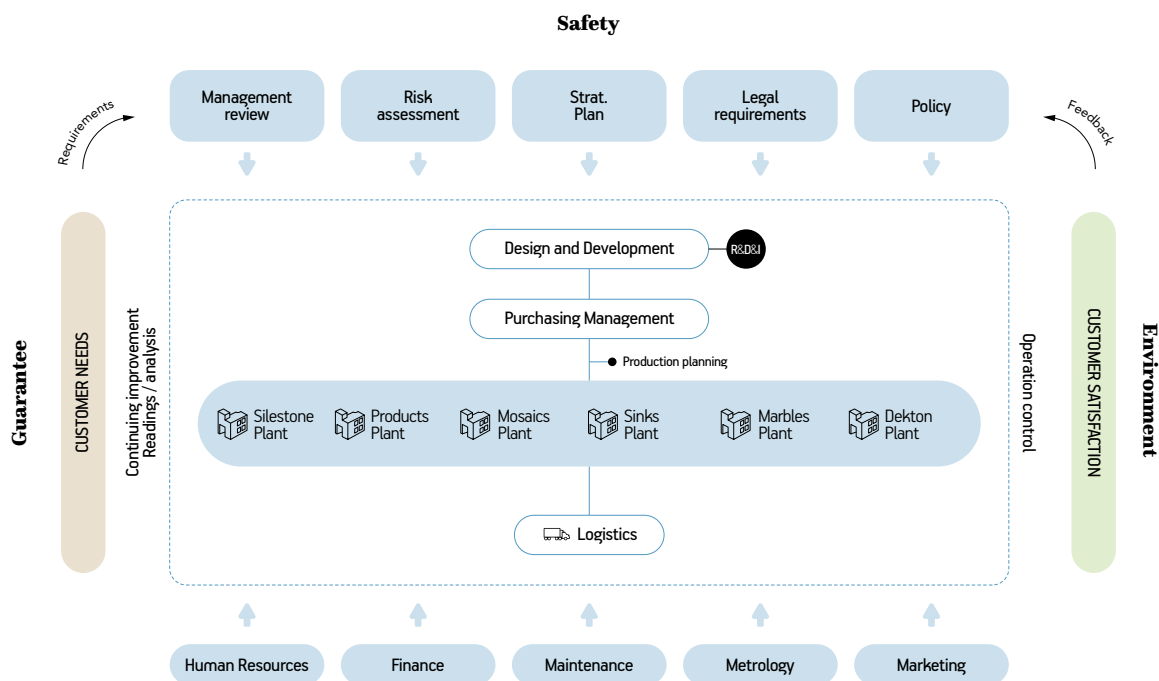 Safety
Management
review
Risk
assessment
Strat.
Plan
Legal
requirements
Policy
Requirements
Feedback
Guarantee
CUSTOMER NEEDS
Continuing improvement
Readings / analysis
Design and Development
R&D&I
Purchasing Management
Production planning
Silestone
Plant
Products
Plant
Mosaics
Plant
Sinks
Plant
Marbles
Plant
Dekton
Plant
Logistics
Operation control
CUSTOMER SATISFACTION
Environment
Human Resources
Finance
Maintenance
Metrology
Marketing